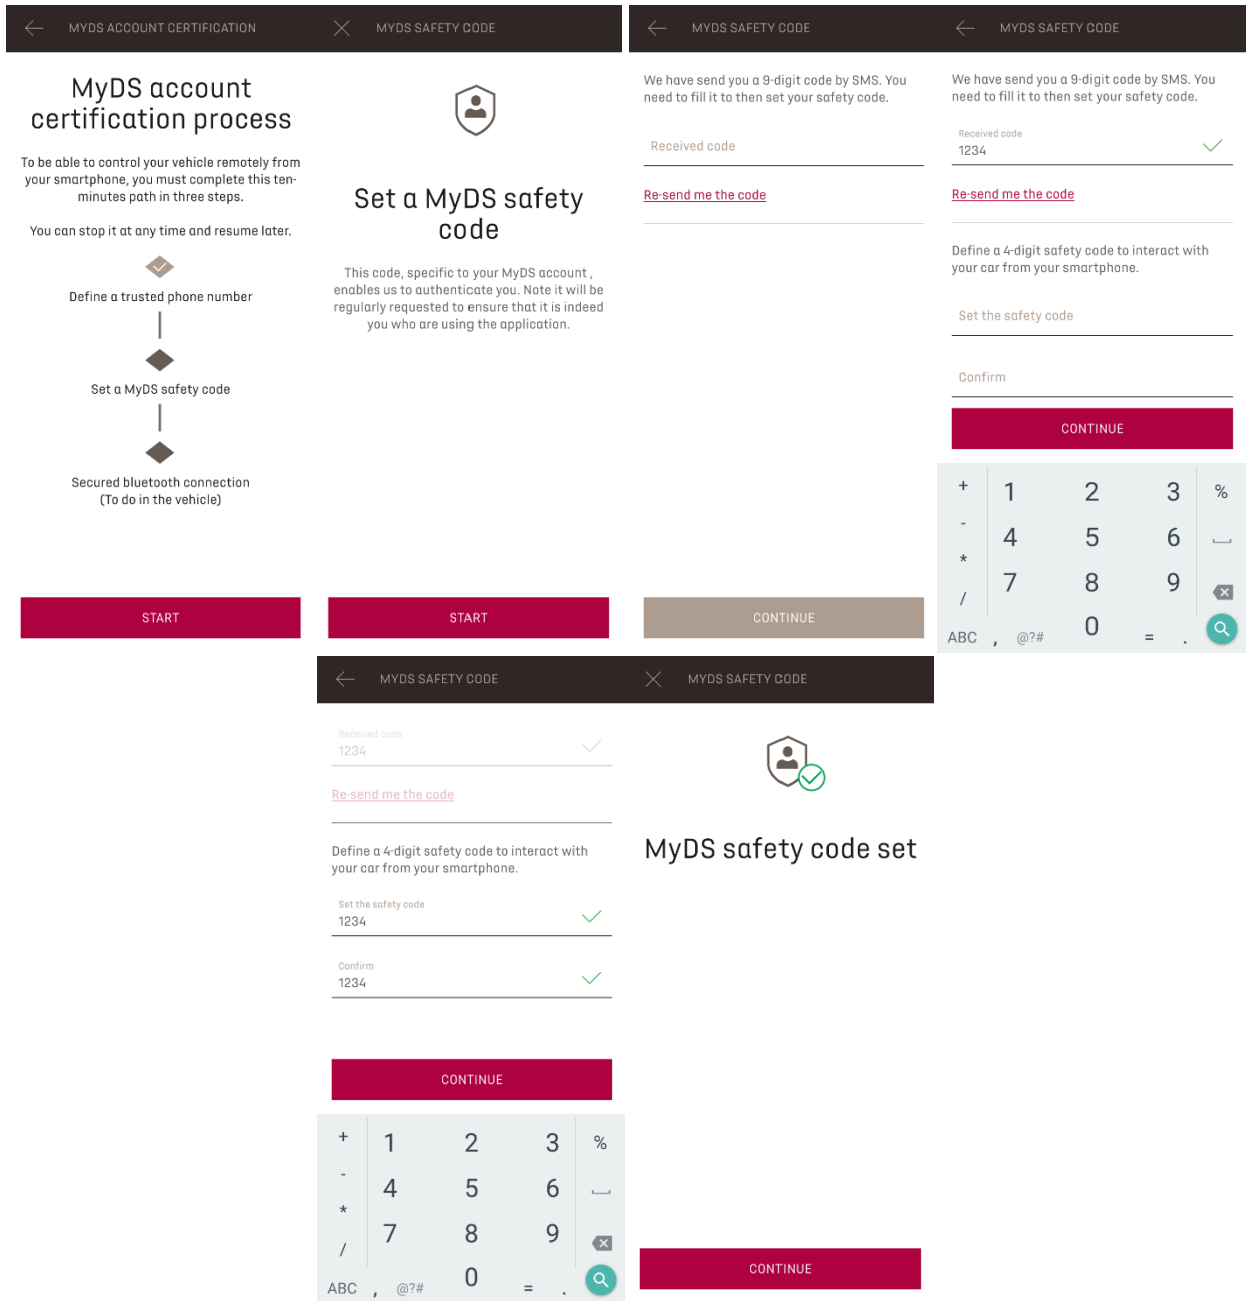 MYDS ACCOUNT CERTIFICATION
MyDS account
certification process
To be able to control your vehicle remotely from
your smartphone, you must complete this ten-
minutes path in three steps.
You can stop it at any time and resume later.
Define a trusted phone number
Set a MyDS safety code
Secured bluetooth connection
(To do in the vehicle)
START
MYDS SAFETY CODE
Set a MyDS safety
code
This code, specific to your MyDS account ,
enables us to authenticate you. Note it will be
regularly requested to ensure that it is indeed
you who are using the application.
START
MYDS SAFETY CODE
We have send you a 9-digit code by SMS. You
need to fill it to then set your safety code.
Received code
Re-send me the code
CONTINUE
MYDS SAFETY CODE
We have send you a 9-digit code by SMS. You
need to fill it to then set your safety code.
Received code
1234
Re-send me the code
Define a 4-digit safety code to interact with
your car from your smartphone.
Set the safety code
Confirm
CONTINUE
+ 1 2 3 %
- 4 5 6
* 7 8 9
/
ABC , @?# 0 = .
MYDS SAFETY CODE
Received code
1234
Re-send me the code
Define a 4-digit safety code to interact with
your car from your smartphone.
Set the safety code
1234
Confirm
1234
CONTINUE
+ 1 2 3 %
- 4 5 6
* 7 8 9
/
ABC , @?# 0 = .
MYDS SAFETY CODE
MyDS safety code set
CONTINUE